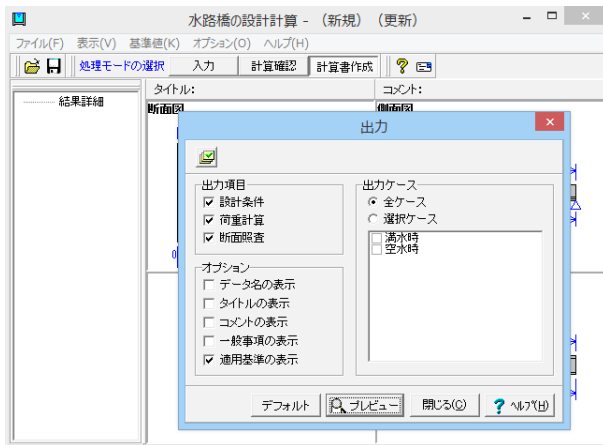 水路橋の設計計算 - （新規） （更新）
ファイル(F) 表示(V) 基準値(K) オプション(O) ヘルプ(H)
処理モードの選択 入力 計算確認 計算書作成
タイトル: コメント:
結果詳細
断面図 側面図
出力
出力項目
設計条件
荷重計算
断面照査
オプション
データ名の表示
タイトルの表示
コメントの表示
一般事項の表示
適用基準の表示
出力ケース
全ケース
選択ケース
満水時
空水時
デフォルト プレビュー 閉じる(C) ヘルプ(H)
0